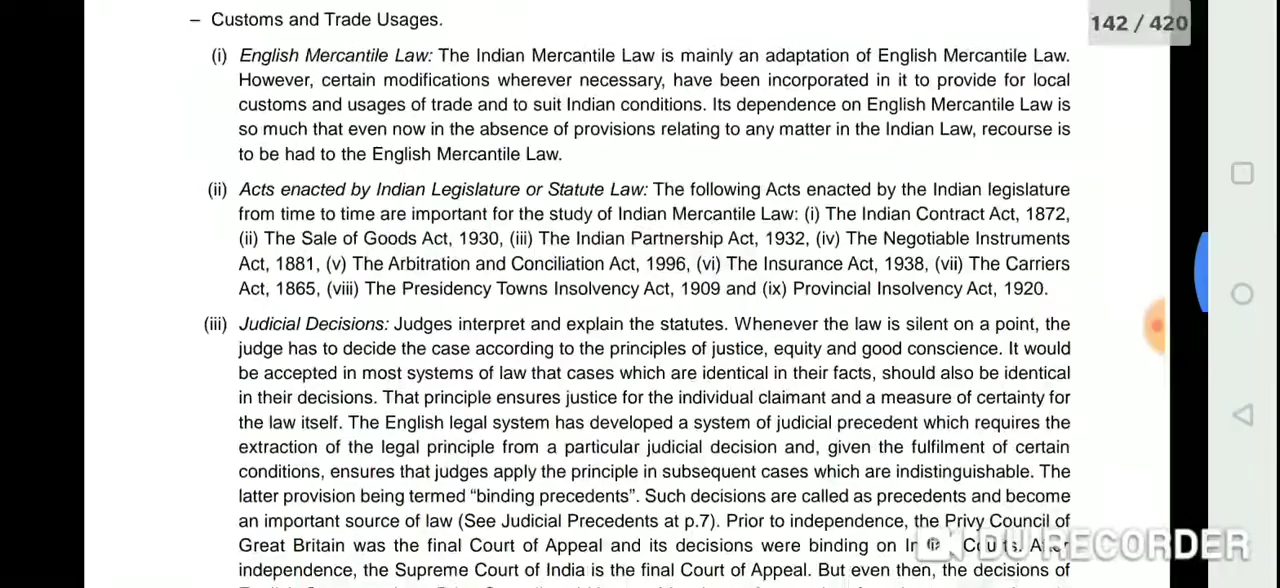 – Customs and Trade Usages.
142 / 420
(i) English Mercantile Law: The Indian Mercantile Law is mainly an adaptation of English Mercantile Law.
However, certain modifications wherever necessary, have been incorporated in it to provide for local
customs and usages of trade and to suit Indian conditions. Its dependence on English Mercantile Law is
so much that even now in the absence of provisions relating to any matter in the Indian Law, recourse is
to be had to the English Mercantile Law.
(ii) Acts enacted by Indian Legislature or Statute Law: The following Acts enacted by the Indian legislature
from time to time are important for the study of Indian Mercantile Law: (i) The Indian Contract Act, 1872,
(ii) The Sale of Goods Act, 1930, (iii) The Indian Partnership Act, 1932, (iv) The Negotiable Instruments
Act, 1881, (v) The Arbitration and Conciliation Act, 1996, (vi) The Insurance Act, 1938, (vii) The Carriers
Act, 1865, (viii) The Presidency Towns Insolvency Act, 1909 and (ix) Provincial Insolvency Act, 1920.
(iii) Judicial Decisions: Judges interpret and explain the statutes. Whenever the law is silent on a point, the
judge has to decide the case according to the principles of justice, equity and good conscience. It would
be accepted in most systems of law that cases which are identical in their facts, should also be identical
in their decisions. That principle ensures justice for the individual claimant and a measure of certainty for
the law itself. The English legal system has developed a system of judicial precedent which requires the
extraction of the legal principle from a particular judicial decision and, given the fulfilment of certain
conditions, ensures that judges apply the principle in subsequent cases which are indistinguishable. The
latter provision being termed “binding precedents”. Such decisions are called as precedents and become
an important source of law (See Judicial Precedents at p.7). Prior to independence, the Privy Council of
Great Britain was the final Court of Appeal and its decisions were binding on
DU RECORDER
independence, the Supreme Court of India is the final Court of Appeal. But even then, the decisions of